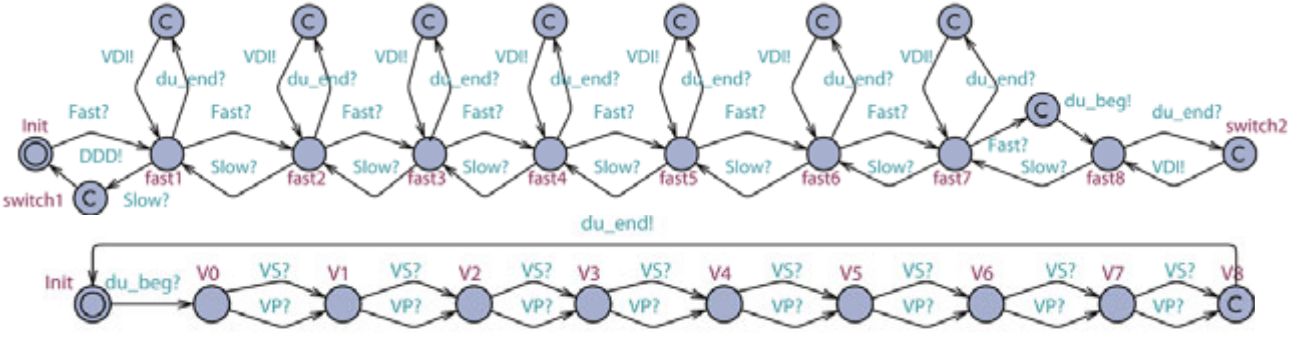 C C C C C C C
VDI! VDI! VDI! VDI! VDI! VDI! VDI!
du_end? du_end? du_end? du_end? du_end? du_end? du_end?
C du_beg!
Init Fast? Fast? Fast? Fast? Fast? Fast? Fast? du_end? switch2
DDD! Fast? C
Slow? Slow? Slow? Slow? Slow? Slow? Slow? VDI!
fast1 fast2 fast3 fast4 fast5 fast6 fast7 fast8
switch1 C Slow?
du_end!
Init du_beg? V0 VS? V1 VS? V2 VS? V3 VS? V4 VS? V5 VS? V6 VS? V7 VS? V8
VP? VP? VP? VP? VP? VP? VP? VP? C